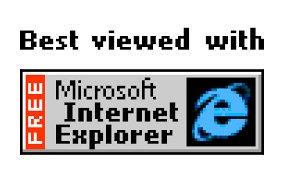 Best viewed with
FREE
Microsoft
Internet
Explorer